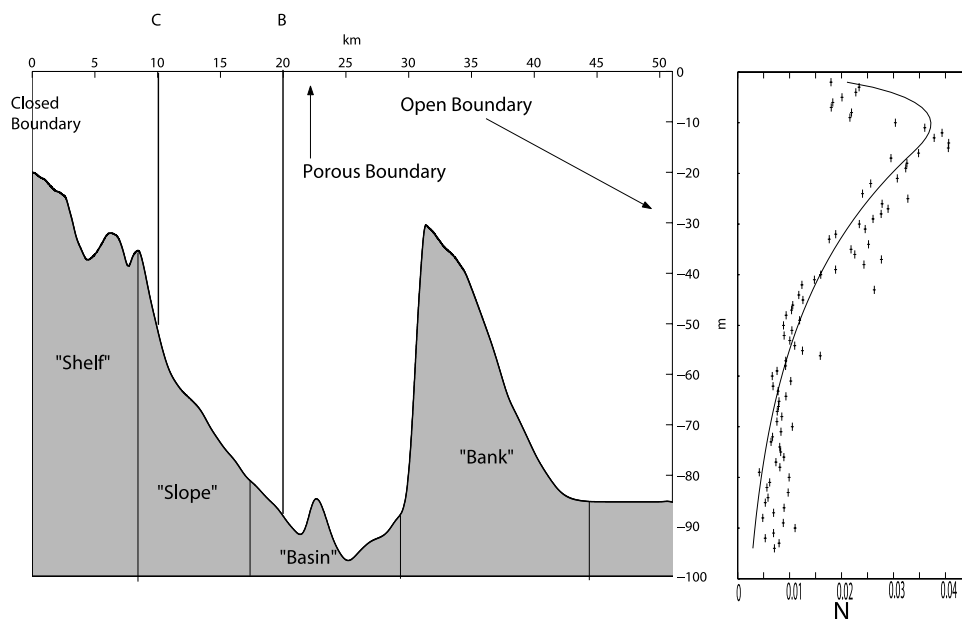 C B
km
0 5 10 15 20 25 30 35 40 45 50
0
Closed
Boundary
Open Boundary
Porous Boundary
−10
−20
−30
−40
−50
−60
−70
−80
−90
−100
m
"Shelf"
"Slope"
"Basin"
"Bank"
0 0.01 0.02 0.03 0.04
N